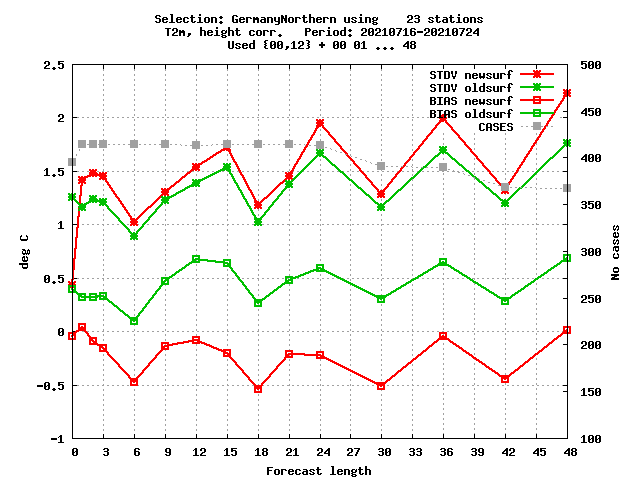 Selection: GermanyNorthern using    23 stations
T2m, height corr.   Period: 20210716-20210724
Used {00,12} + 00 01 ... 48
STDV newsurf
STDV oldsurf
BIAS newsurf
BIAS oldsurf
CASES
2.5
2
1.5
1
0.5
0
-0.5
-1
deg C
500
450
400
350
300
250
200
150
100
No cases
0 3 6 9 12 15 18 21 24 27 30 33 36 39 42 45 48
Forecast length